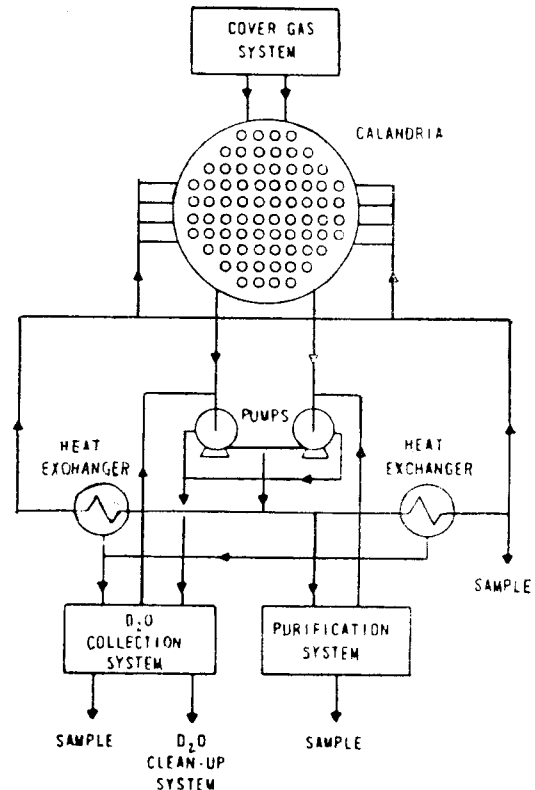 COVER GAS
SYSTEM
CALANDRIA
PUMPS
HEAT
EXOHANGER
HEAT
EXCHANGER
SAMPLE
D2O
COLLECTION
SYSTEM
PURIFICATION
SYSTEM
SAMPLE
D2O
CLEAN-UP
SYSTEM
SAMPLE